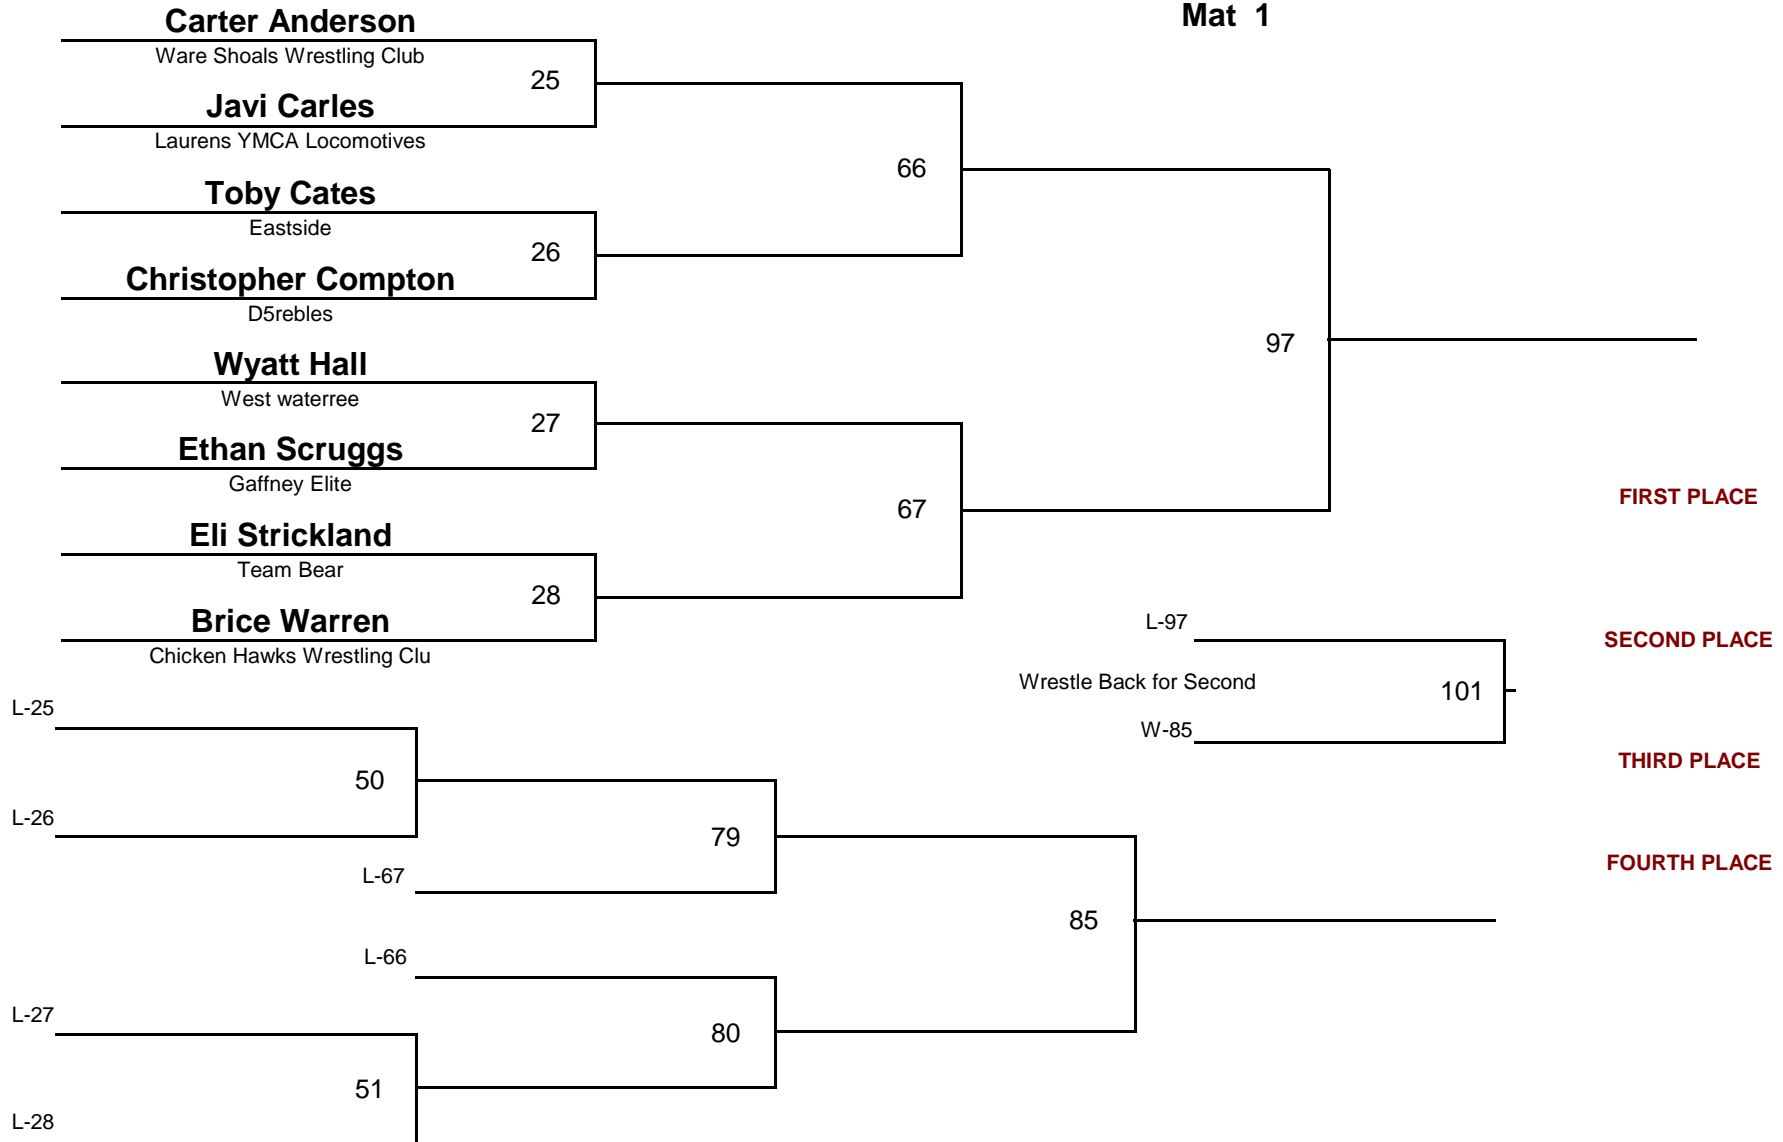 Mat 1
Carter Anderson
Ware Shoals Wrestling Club
25
Javi Carles
Laurens YMCA Locomotives
66
Toby Cates
Eastside
26
Christopher Compton
D5rebles
97
Wyatt Hall
West waterree
27
Ethan Scruggs
Gaffney Elite
FIRST PLACE
67
Eli Strickland
Team Bear
28
Brice Warren
Chicken Hawks Wrestling Clu
L-97
SECOND PLACE
Wrestle Back for Second
101
W-85
THIRD PLACE
L-25
50
L-26
79
FOURTH PLACE
L-67
85
L-66
L-27
80
51
L-28